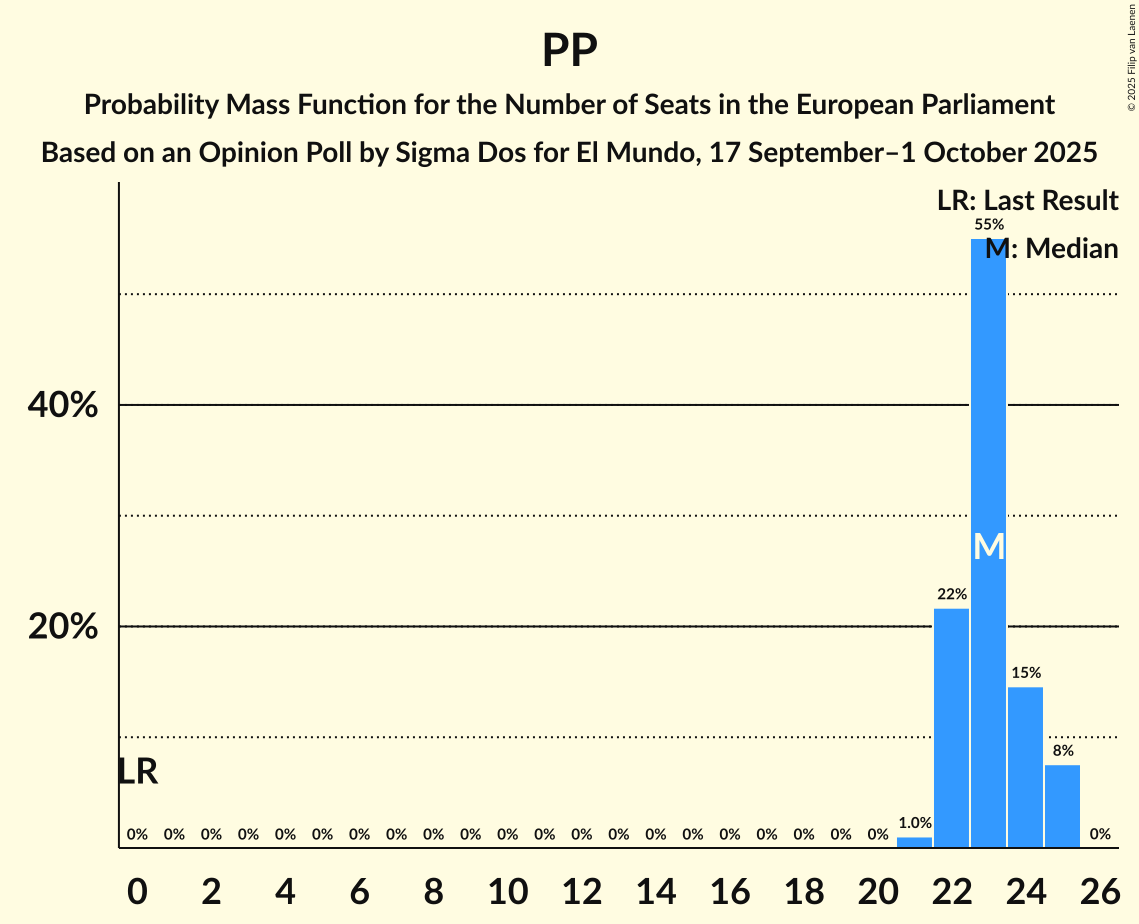 PP
Probability Mass Function for the Number of Seats in the European Parliament
Based on an Opinion Poll by Sigma Dos for El Mundo, 17 September–1 October 2025
© 2025 Filip van Laenen
LR: Last Result
55%
M: Median
40%
M
22%
20%
15%
8%
LR
1.0%
0% 0% 0% 0% 0% 0% 0% 0% 0% 0% 0% 0% 0% 0% 0% 0% 0% 0% 0% 0% 0% 0%
0 2 4 6 8 10 12 14 16 18 20 22 24 26